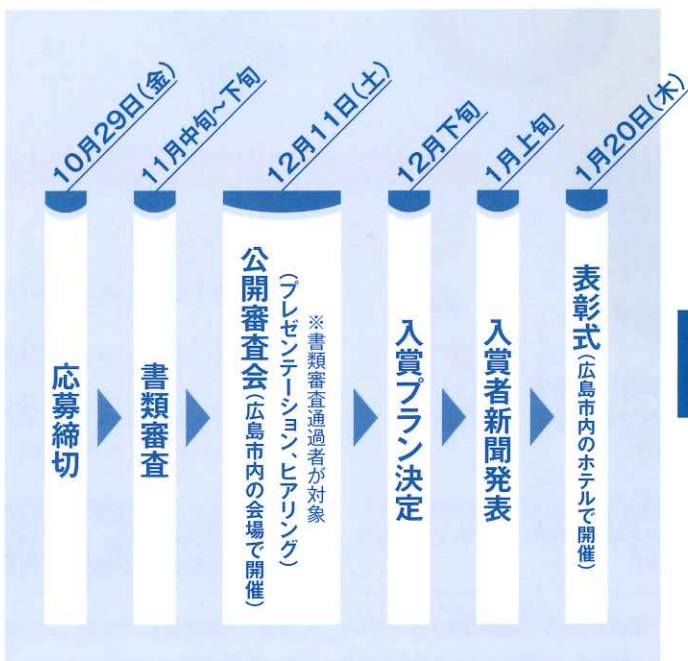 10月29日(金)
応募締切
11月中旬~下旬
書類審査
12月11日(土)
公開審査会(広島市内の会場で開催)
(プレゼンテーション、ヒアリング)
※書類審査通過者が対象
12月下旬
入賞プラン決定
1月上旬
入賞者新聞発表
1月20日(木)
表彰式(広島市内のホテルで開催)